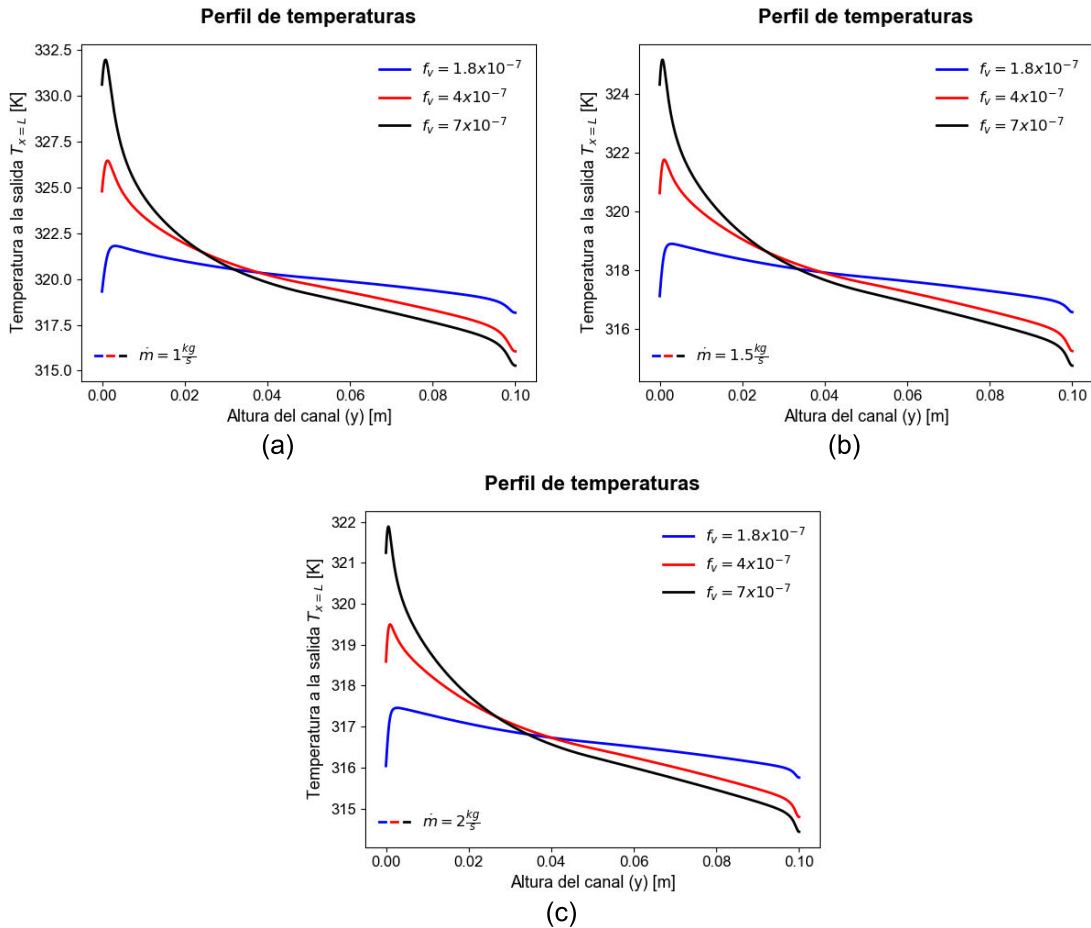 Perfil de temperaturas
Temperatura a la salida T_{x=L} [K]
332.5
330.0
327.5
325.0
322.5
320.0
317.5
315.0
f_v = 1.8x10^{-7}
f_v = 4x10^{-7}
f_v = 7x10^{-7}
ṁ = 1 kg/s
0.00 0.02 0.04 0.06 0.08 0.10
Altura del canal (y) [m]
(a)
Perfil de temperaturas
Temperatura a la salida T_{x=L} [K]
324
322
320
318
316
f_v = 1.8x10^{-7}
f_v = 4x10^{-7}
f_v = 7x10^{-7}
ṁ = 1.5 kg/s
0.00 0.02 0.04 0.06 0.08 0.10
Altura del canal (y) [m]
(b)
Perfil de temperaturas
Temperatura a la salida T_{x=L} [K]
322
321
320
319
318
317
316
315
f_v = 1.8x10^{-7}
f_v = 4x10^{-7}
f_v = 7x10^{-7}
ṁ = 2 kg/s
0.00 0.02 0.04 0.06 0.08 0.10
Altura del canal (y) [m]
(c)